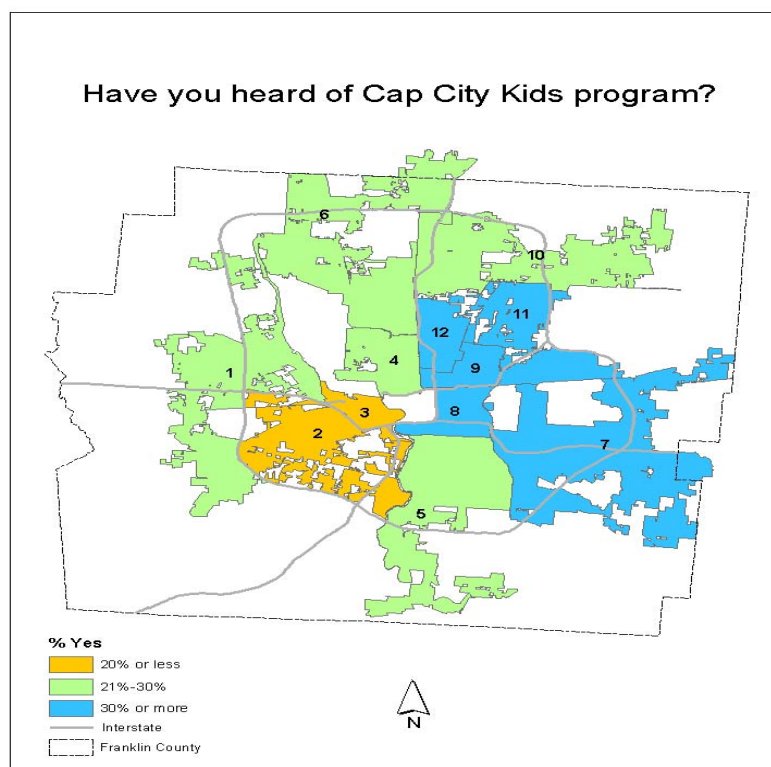 Have you heard of Cap City Kids program?
6
10
11
12
1
4
9
3
8
2
7
5
% Yes
20% or less
21%-30%
30% or more
Interstate
Franklin County
N